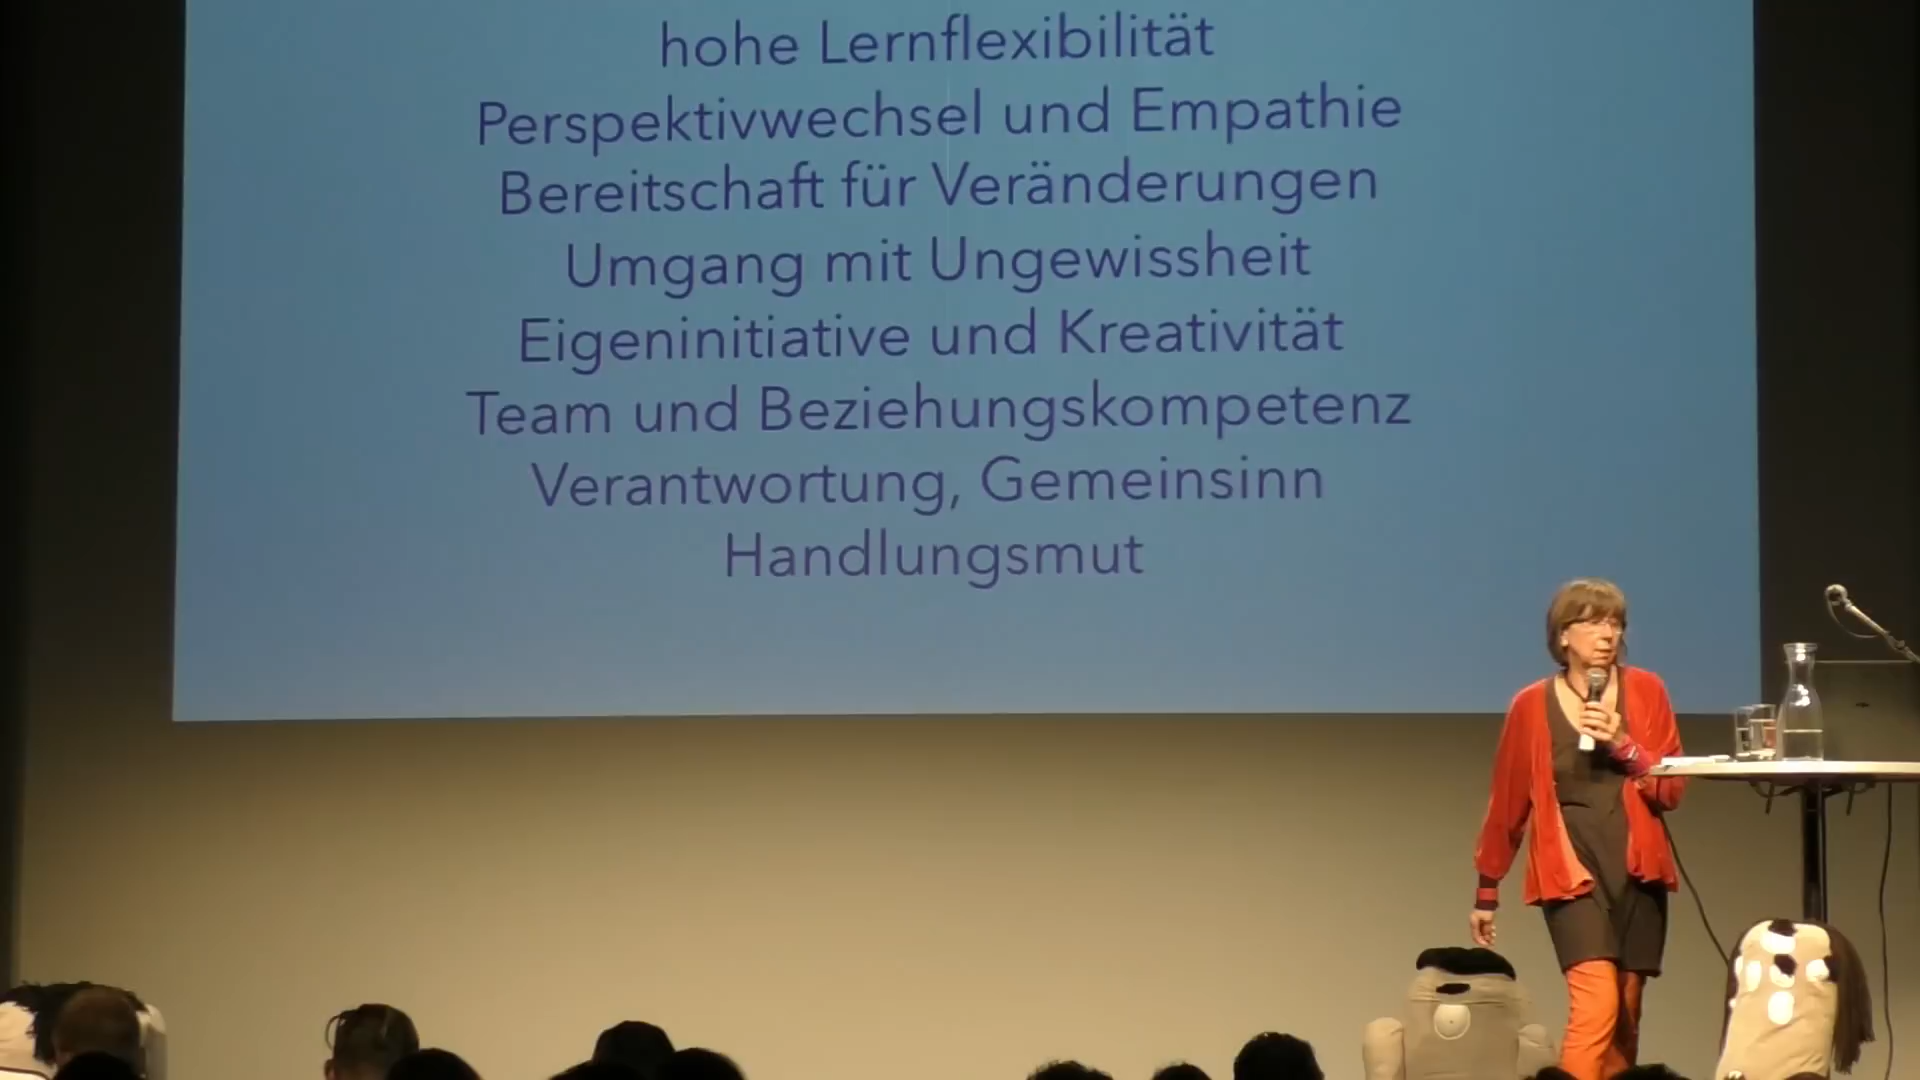 hohe Lernflexibilität
Perspektivwechsel und Empathie
Bereitschaft für Veränderungen
Umgang mit Ungewissheit
Eigeninitiative und Kreativität
Team und Beziehungskompetenz
Verantwortung, Gemeinsinn
Handlungsmut